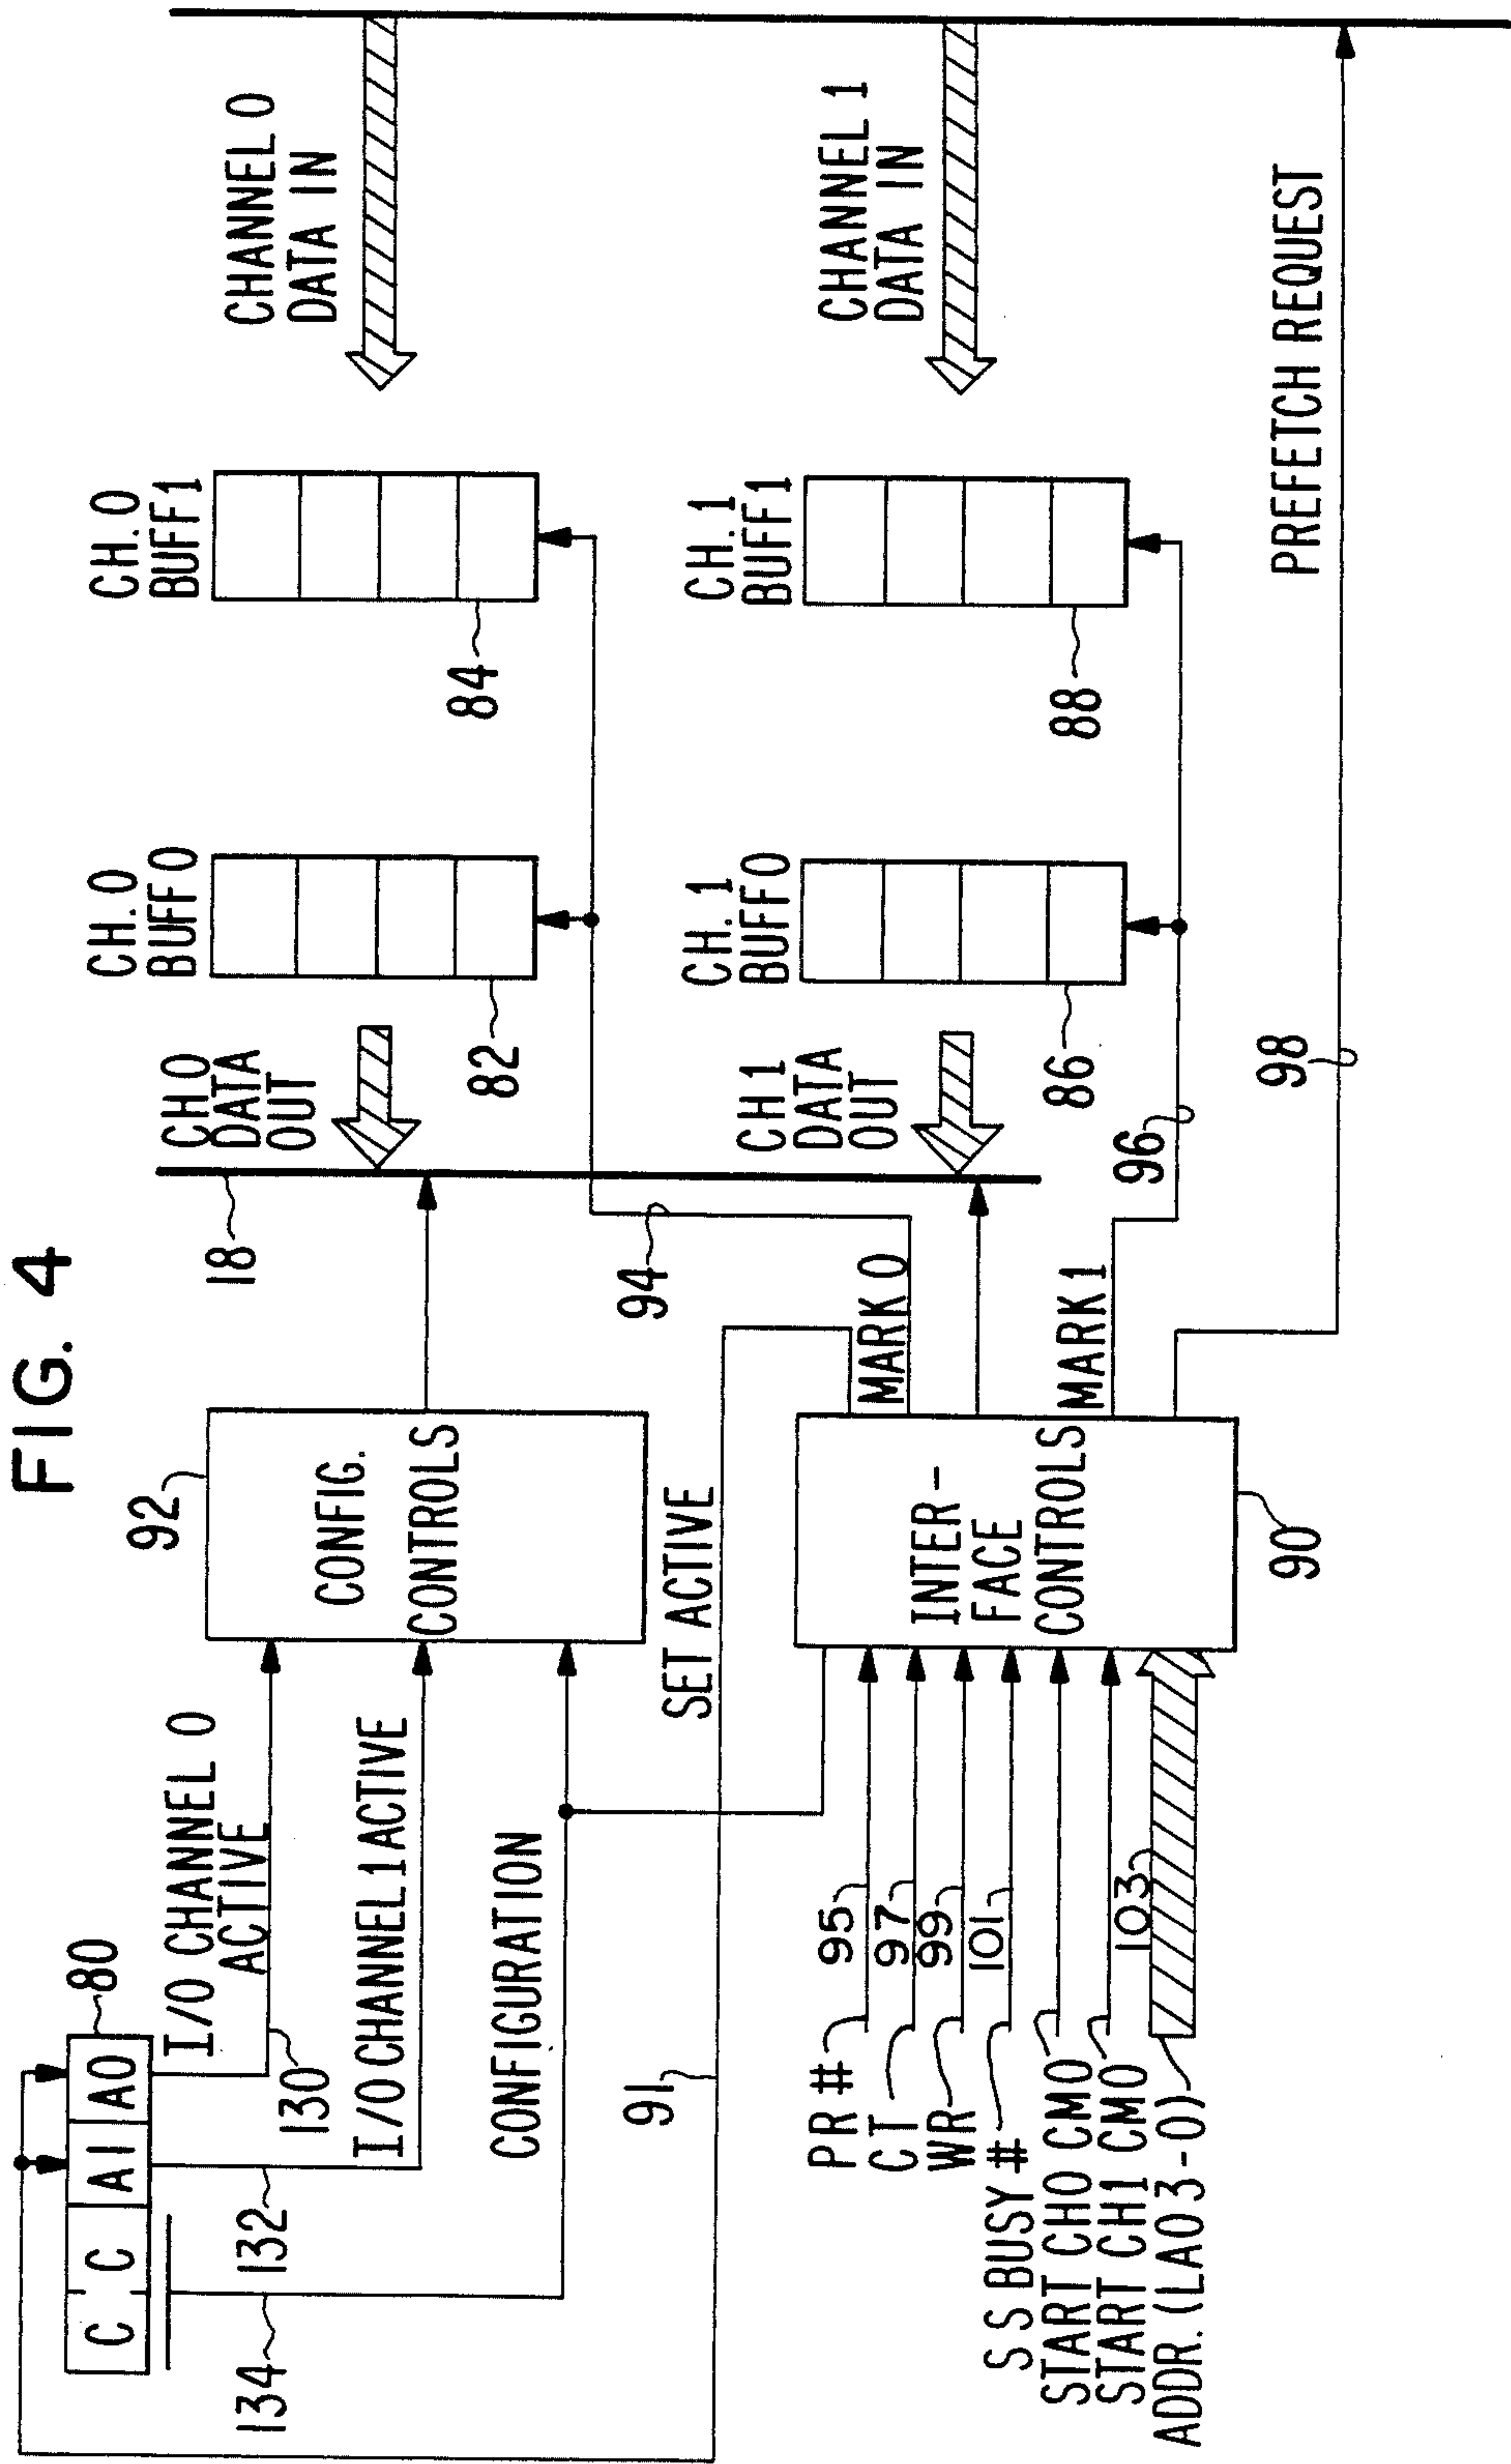 FIG. 4
80
C C A1 A0
I/O CHANNEL 0
ACTIVE
130
I/O CHANNEL 1 ACTIVE
132
CONFIGURATION
134
92
CONFIG.
CONTROLS
18
CH.0
DATA
OUT
CH.0
BUFF 0
82
CH.0
BUFF 1
84
CHANNEL 0
DATA IN
SET ACTIVE
91
94
MARK 0
PR #
95
CT
97
WR
99
S S BUSY #
101
START CH0 CM0
START CH1 CM0
ADDR. (LA03-0)
103
INTER-
FACE
CONTROLS
90
MARK 1
CH1
DATA
OUT
CH.1
BUFF 0
86
CH.1
BUFF 1
88
CHANNEL 1
DATA IN
96
98
PREFETCH REQUEST